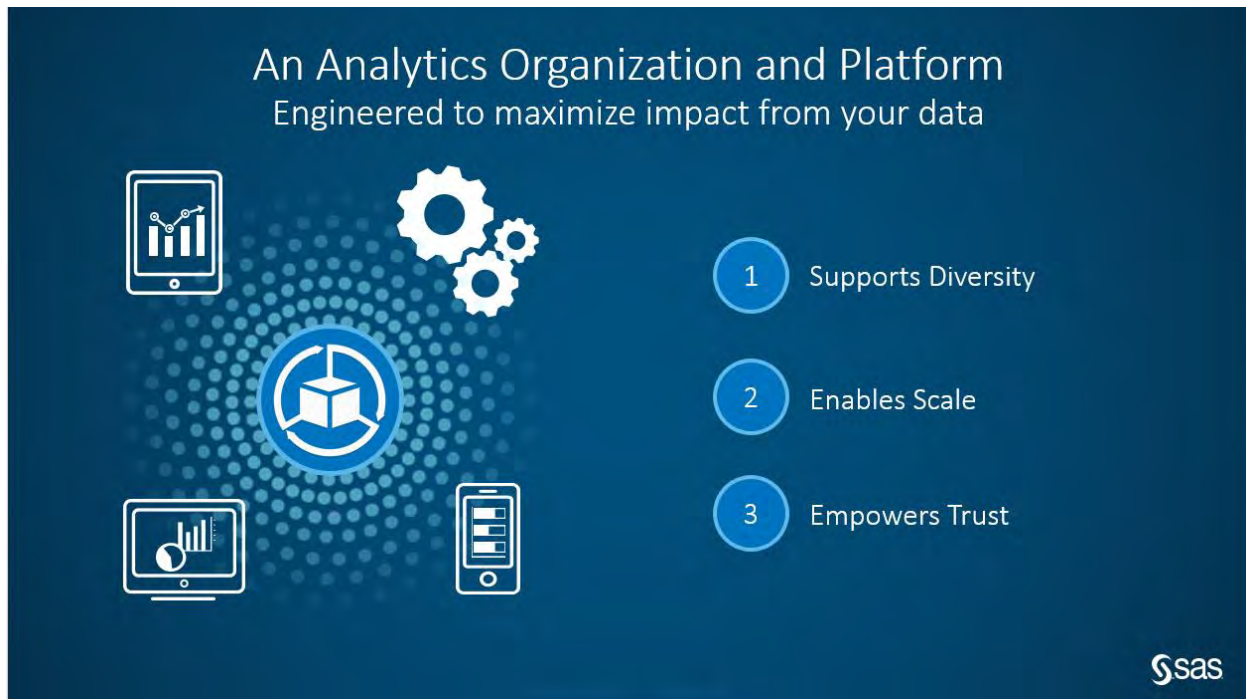 An Analytics Organization and Platform
Engineered to maximize impact from your data
1 Supports Diversity
2 Enables Scale
3 Empowers Trust
sas